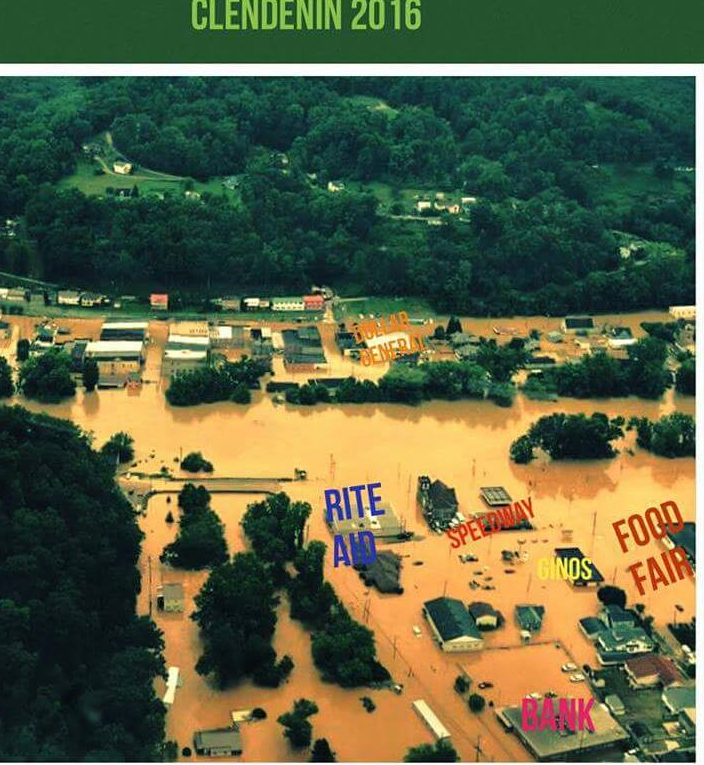 CLENDENIN 2016
DOLLAR
GENERAL
RITE
AID
SPEEDWAY
FOOD
FAIR
GINOS
BANK